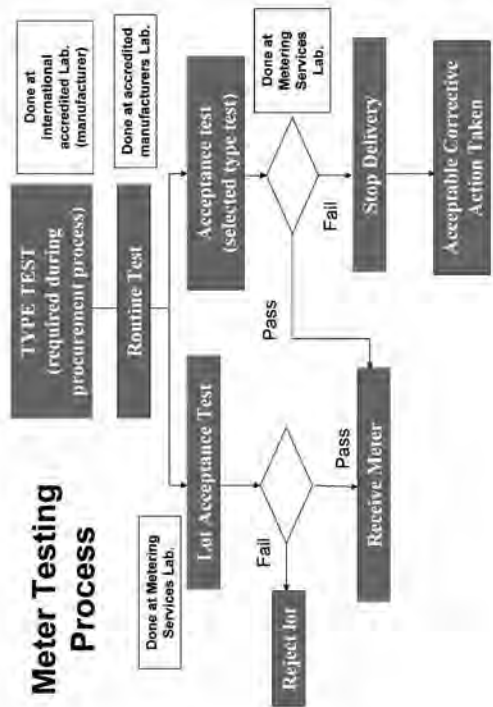 Meter Testing
Process
TYPE TEST
(required during
procurement process)
Done at
international
accredited Lab.
(manufacturer)
Routine Test
Done at accredited
manufacturers Lab.
Done at Metering
Services Lab.
Lot Acceptance Test
Acceptance test
(selected type test)
Done at
Metering
Services
Lab.
Fail
Pass
Pass
Fail
Reject lot
Receive Meter
Stop Delivery
Acceptable Corrective
Action Taken